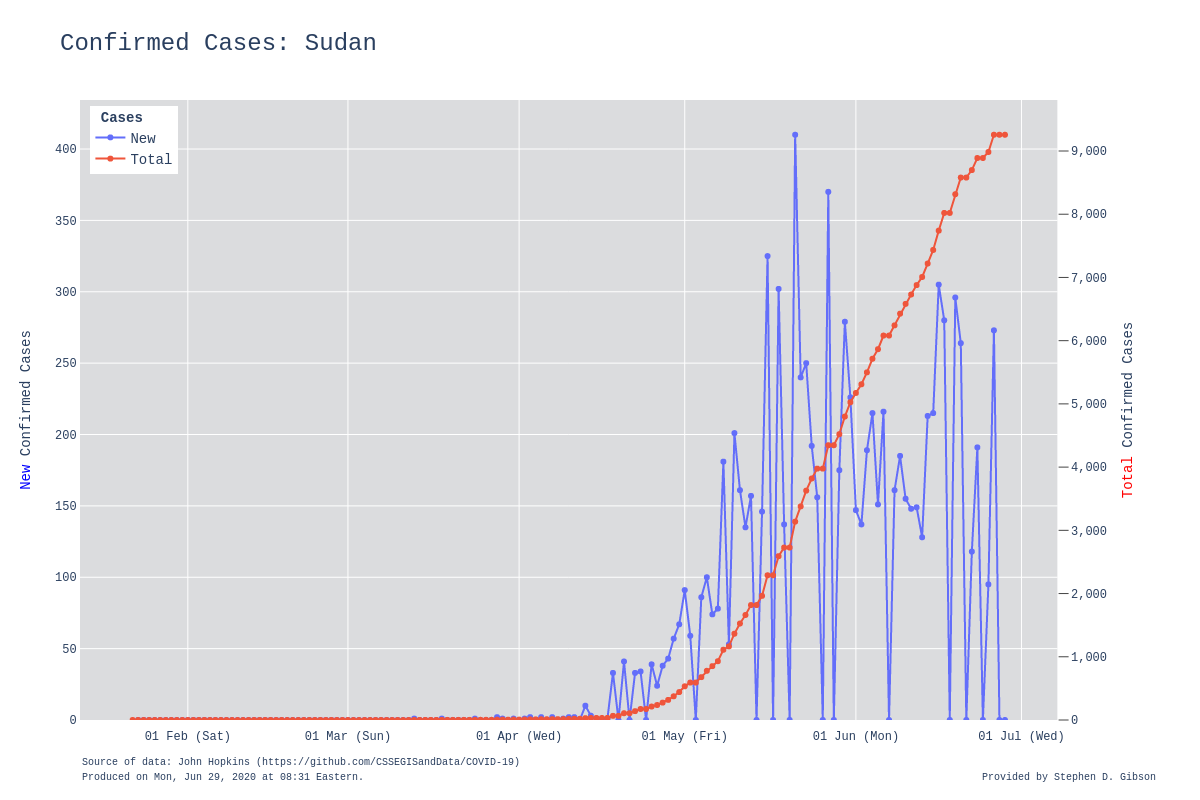 Confirmed Cases: Sudan
Cases
New
Total
400
350
300
250
200
150
100
50
0
9,000
8,000
7,000
6,000
5,000
4,000
3,000
2,000
1,000
0
New Confirmed Cases
Total Confirmed Cases
01 Feb (Sat)
01 Mar (Sun)
01 Apr (Wed)
01 May (Fri)
01 Jun (Mon)
01 Jul (Wed)
Source of data: John Hopkins (https://github.com/CSSEGISandData/COVID-19)
Produced on Mon, Jun 29, 2020 at 08:31 Eastern.
Provided by Stephen D. Gibson